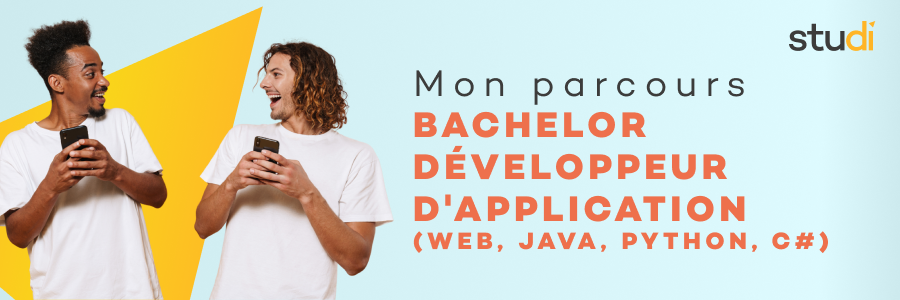 studi
Mon parcours
BACHELOR
DÉVELOPPEUR
D'APPLICATION
(WEB, JAVA, PYTHON, C#)